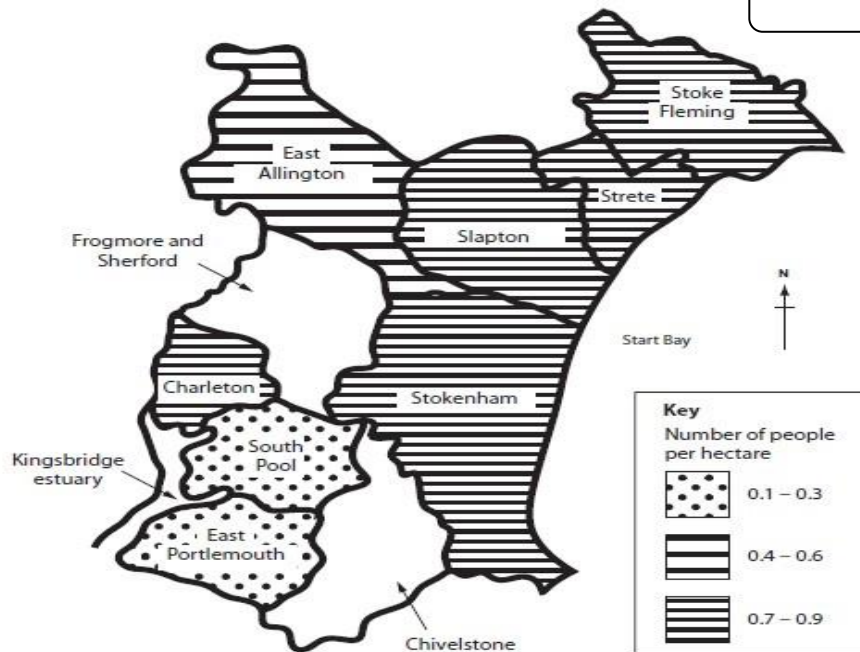 Stoke
Fleming
East
Allington
Strete
Slapton
Frogmore and
Sherford
N
Start Bay
Charleton
Stokenham
South
Pool
Kingsbridge
estuary
East
Portlemouth
Chivelstone
Key
Number of people
per hectare
0.1 – 0.3
0.4 – 0.6
0.7 – 0.9